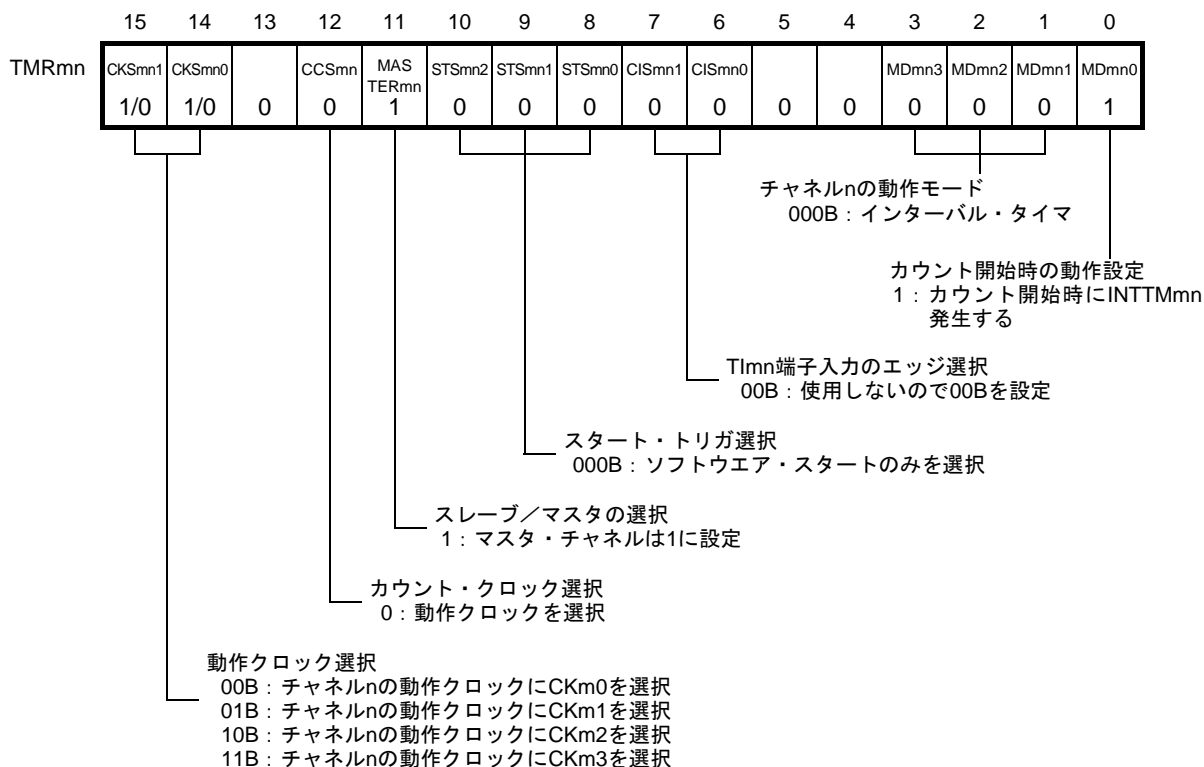 15 14 13 12 11 10 9 8 7 6 5 4 3 2 1 0
TMRmn CKSmn1 CKSmn0 CCSmn MAS TERmn STSmn2 STSmn1 STSmn0 CISmn1 CISmn0 MDmn3 MDmn2 MDmn1 MDmn0
1/0 1/0 0 0 1 0 0 0 0 0 0 0 0 0 0 1
チャネルnの動作モード
000B:インターバル・タイマ
カウント開始時の動作設定
1:カウント開始時にINTTMmn
発生する
TImn端子入力のエッジ選択
00B:使用しないので00Bを設定
スタート・トリガ選択
000B:ソフトウエア・スタートのみを選択
スレーブ/マスタの選択
1:マスタ・チャネルは1に設定
カウント・クロック選択
0:動作クロックを選択
動作クロック選択
00B:チャネルnの動作クロックにCKm0を選択
01B:チャネルnの動作クロックにCKm1を選択
10B:チャネルnの動作クロックにCKm2を選択
11B:チャネルnの動作クロックにCKm3を選択